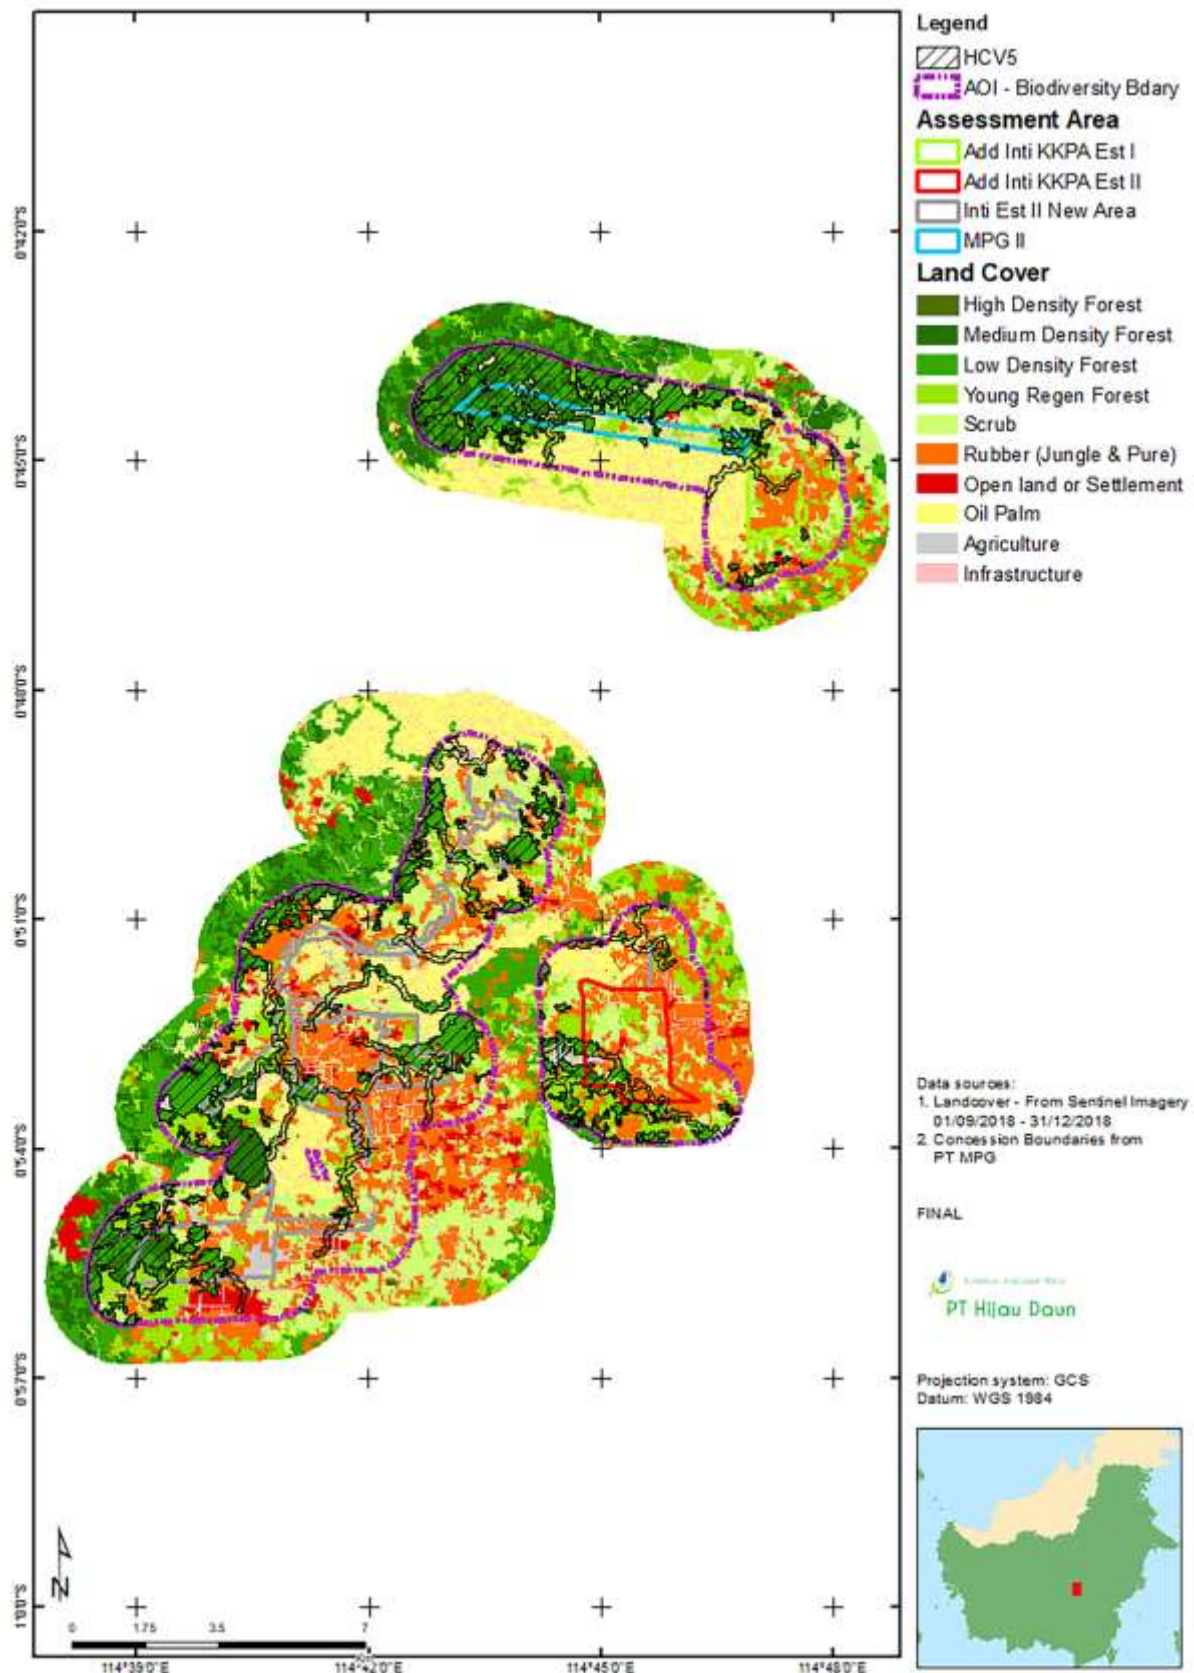 Legend
HCV5
AOI - Biodiversity Bdary
Assessment Area
Add Inti KKPA Est I
Add Inti KKPA Est II
Inti Est II New Area
MPG II
Land Cover
High Density Forest
Medium Density Forest
Low Density Forest
Young Regen Forest
Scrub
Rubber (Jungle & Pure)
Open land or Settlement
Oil Palm
Agriculture
Infrastructure
0°42'0"S
0°45'0"S
0°48'0"S
0°51'0"S
0°54'0"S
0°57'0"S
1°0'0"S
Data sources:
1. Landcover - From Sentinel Imagery
01/09/2018 - 31/12/2018
2. Concession Boundaries from
PT MPG
FINAL
PT Hijau Daun
Projection system: GCS
Datum: WGS 1984
N
0 1.75 3.5 7
114°39'0"E 114°42'0"E 114°45'0"E 114°48'0"E